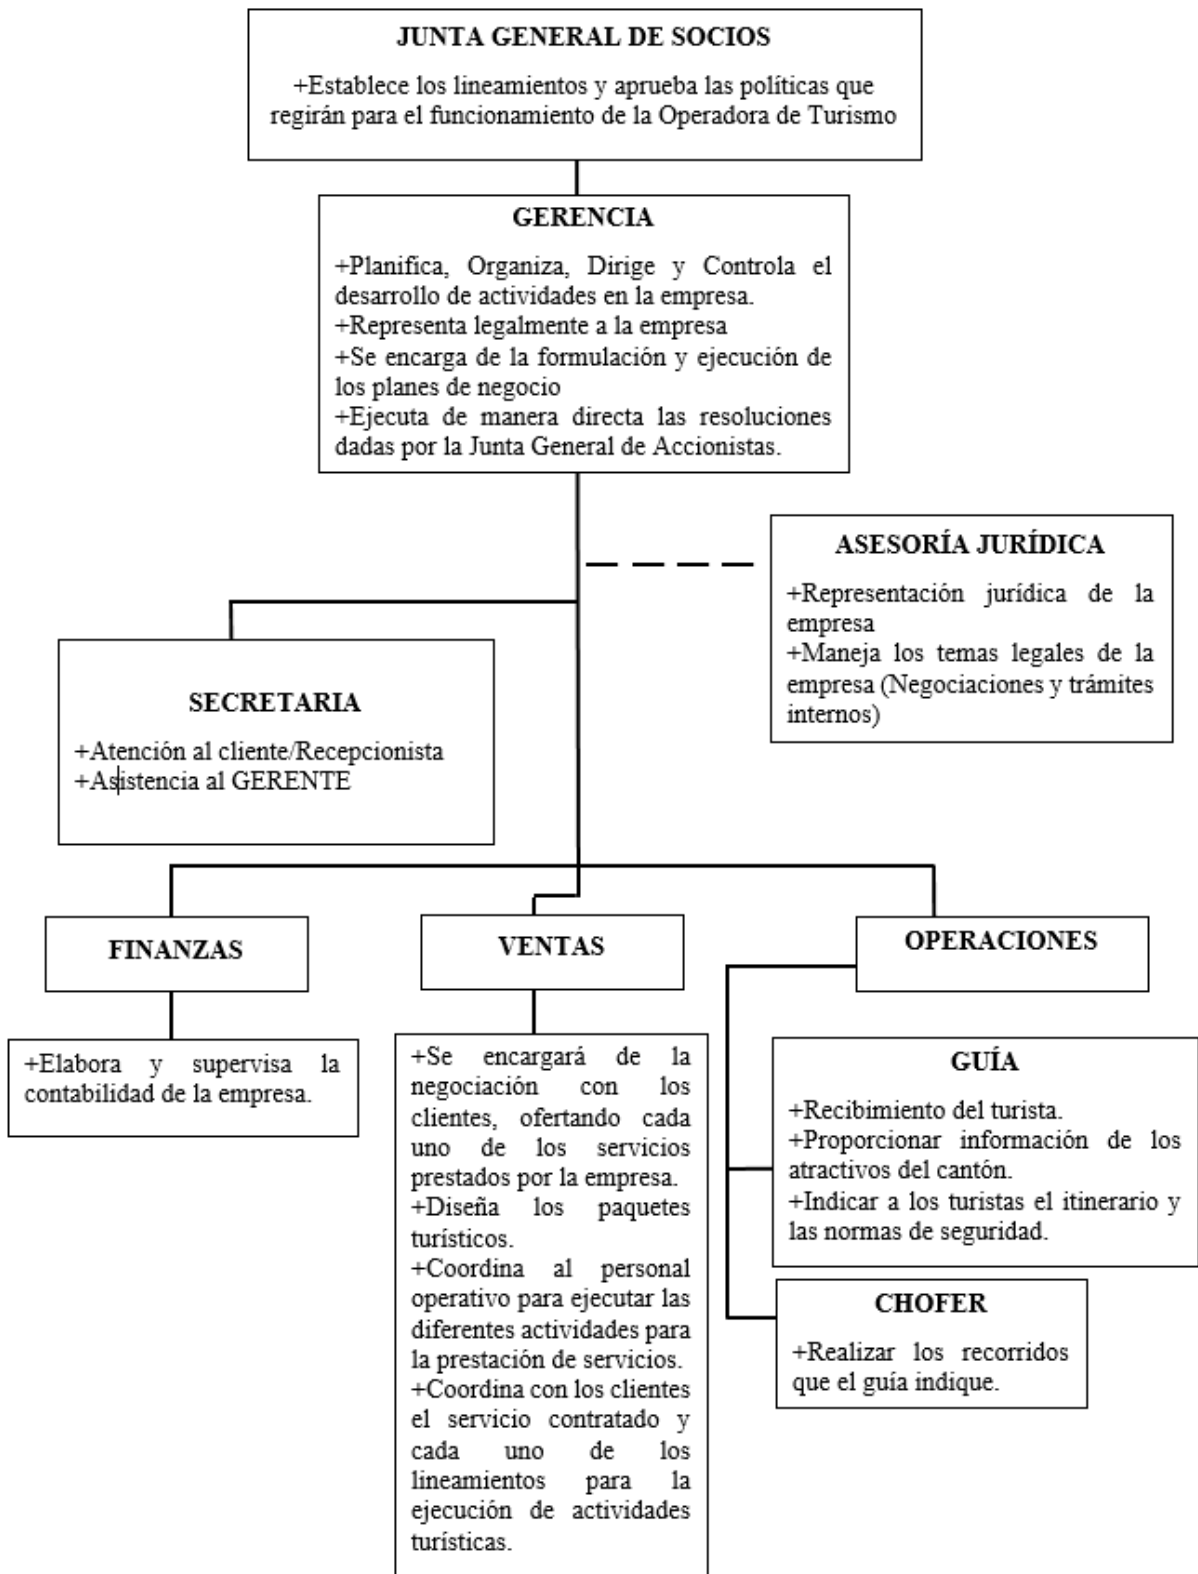 JUNTA GENERAL DE SOCIOS
+Establece los lineamientos y aprueba las políticas que
regirán para el funcionamiento de la Operadora de Turismo
GERENCIA
+Planifica, Organiza, Dirige y Controla el
desarrollo de actividades en la empresa.
+Representa legalmente a la empresa
+Se encarga de la formulación y ejecución de
los planes de negocio
+Ejecuta de manera directa las resoluciones
dadas por la Junta General de Accionistas.
ASESORÍA JURÍDICA
+Representación jurídica de la
empresa
+Maneja los temas legales de la
empresa (Negociaciones y trámites
internos)
SECRETARIA
+Atención al cliente/Recepcionista
+Asistencia al GERENTE
FINANZAS
+Elabora y supervisa la
contabilidad de la empresa.
VENTAS
+Se encargará de la
negociación con los
clientes, ofertando cada
uno de los servicios
prestados por la empresa.
+Diseña los paquetes
turísticos.
+Coordina al personal
operativo para ejecutar las
diferentes actividades para
la prestación de servicios.
+Coordina con los clientes
el servicio contratado y
cada uno de los
lineamientos para la
ejecución de actividades
turísticas.
OPERACIONES
GUÍA
+Recibimiento del turista.
+Proporcionar información de los
atractivos del cantón.
+Indicar a los turistas el itinerario y
las normas de seguridad.
CHOFER
+Realizar los recorridos
que el guía indique.